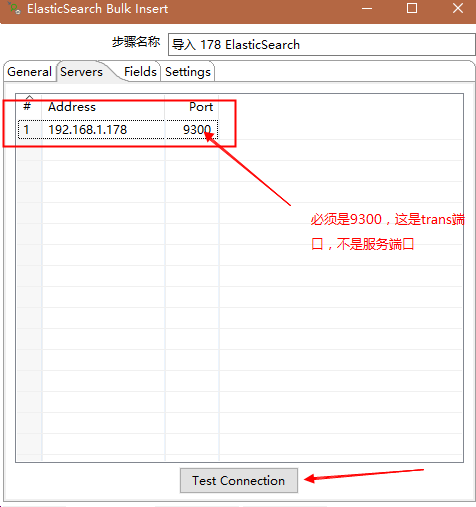 ElasticSearch Bulk Insert
步骤名称 导入 178 ElasticSearch
General Servers Fields Settings
# Address Port
1 192.168.1.178 9300
必须是9300，这是trans端
口，不是服务端口
Test Connection